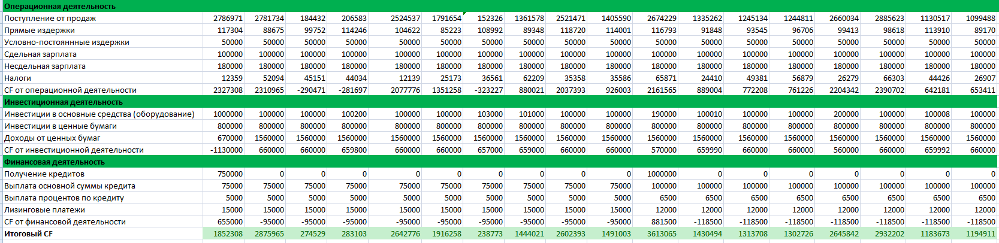 Операционная деятельность
Поступление от продаж 2786971 2781734 184432 206583 2524537 1791654 152326 1361578 2521471 1405590 2674229 1335262 1245134 1244811 2660034 2885623 1130517 1099488
Прямые издержки 117304 88675 99752 114246 104622 85223 108992 89348 118720 114001 116793 91848 93545 96706 99413 98618 113910 89170
Условно-постояннные издержки 50000 50000 50000 50000 50000 50000 50000 50000 50000 50000 50000 50000 50000 50000 50000 50000 50000 50000
Сдельная зарплата 100000 100000 100000 100000 100000 100000 100000 100000 100000 100000 100000 100000 100000 100000 100000 100000 100000 100000
Несдельная зарплата 180000 180000 180000 180000 180000 180000 180000 180000 180000 180000 180000 180000 180000 180000 180000 180000 180000 180000
Налоги 12359 52094 45151 44034 12139 25173 36561 62209 35358 35586 65871 24410 49381 56879 26279 66303 44426 26907
CF от операционной деятельности 2327308 2310965 -290471 -281697 2077776 1351258 -323227 880021 2037393 926003 2161565 889004 772208 761226 2204342 2390702 642181 653411
Инвестиционная деятельность
Инвестиции в основные средства (оборудование) 1000000 100000 100000 100200 100000 100000 103000 101000 100000 100000 190000 100010 100000 100000 200000 100000 100008 100000
Инвестиции в ценные бумаги 800000 800000 800000 800000 800000 800000 800000 800000 800000 800000 800000 800000 800000 800000 800000 800000 800000 800000
Доходы от ценных бумаг 670000 1560000 1560000 1560000 1560000 1560000 1560000 1560000 1560000 1560000 1560000 1560000 1560000 1560000 1560000 1560000 1560000 1560000
CF от инвестиционной деятельности -1130000 660000 660000 659800 660000 660000 657000 659000 660000 660000 570000 659990 660000 660000 560000 660000 659992 660000
Финансовая деятельность
Получение кредитов 750000 0 0 0 0 0 0 0 0 0 1000000 0 0 0 0 0 0 0
Выплата основной суммы кредита 75000 75000 75000 75000 75000 75000 75000 75000 75000 75000 100000 100000 100000 100000 100000 100000 100000 100000
Выплата процентов по кредиту 5000 5000 5000 5000 5000 5000 5000 5000 5000 5000 6500 6500 6500 6500 6500 6500 6500 6500
Лизинговые платежи 15000 15000 15000 15000 15000 15000 15000 15000 15000 15000 12000 12000 12000 12000 12000 12000 12000 12000
CF от финансовой деятельности 655000 -95000 -95000 -95000 -95000 -95000 -95000 -95000 -95000 -95000 881500 -118500 -118500 -118500 -118500 -118500 -118500 -118500
Итоговый CF 1852308 2875965 274529 283103 2642776 1916258 238773 1444021 2602393 1491003 3613065 1430494 1313708 1302726 2645842 2932202 1183673 1194911